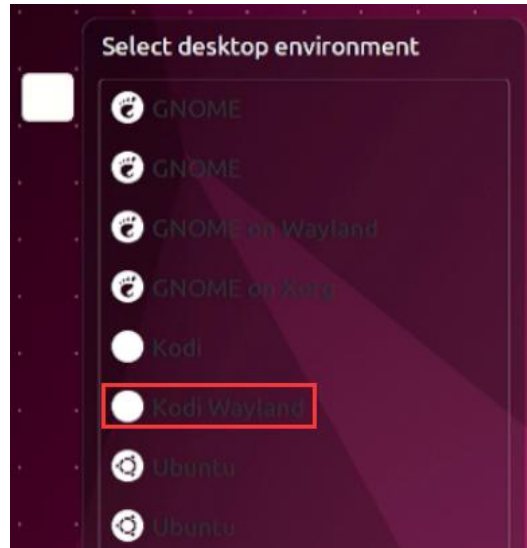 Select desktop environment
GNOME
GNOME
GNOME on Wayland
GNOME on Xorg
Kodi
Kodi Wayland
Ubuntu
Ubuntu